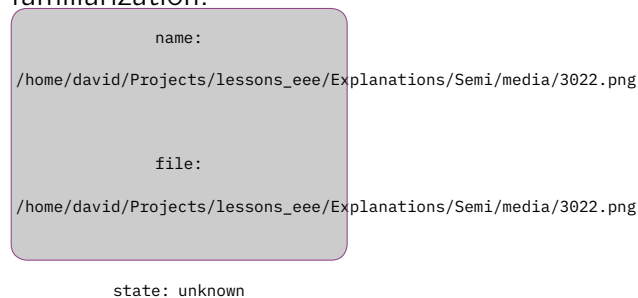 familiarization.
name:
/home/david/Projects/lessons_eee/Explanations/Semi/media/3022.png
file:
/home/david/Projects/lessons_eee/Explanations/Semi/media/3022.png
state: unknown